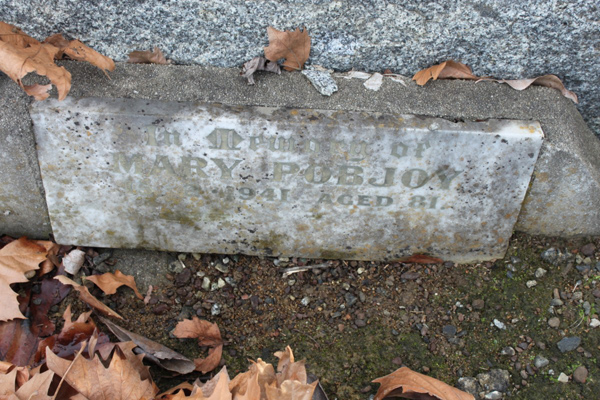 In Memory of
MARY POBJOY
1941 AGED 81.